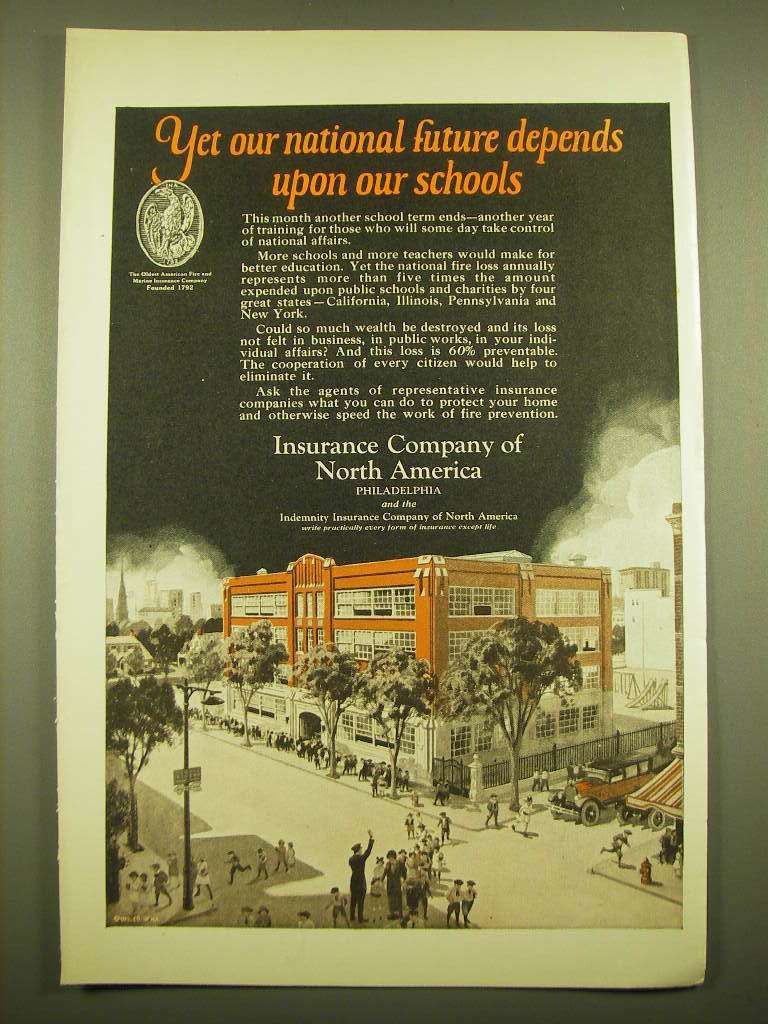 Yet our national future depends
upon our schools
The Oldest American Fire and
Marine Insurance Company
Founded 1792
This month another school term ends—another year
of training for those who will some day take control
of national affairs.
More schools and more teachers would make for
better education. Yet the national fire loss annually
represents more than five times the amount
expended upon public schools and charities by four
great states—California, Illinois, Pennsylvania and
New York.
Could so much wealth be destroyed and its loss
not felt in business, in public works, in your indi-
vidual affairs? And this loss is 60% preventable.
The cooperation of every citizen would help to
eliminate it.
Ask the agents of representative insurance
companies what you can do to protect your home
and otherwise speed the work of fire prevention.
Insurance Company of
North America
PHILADELPHIA
and the
Indemnity Insurance Company of North America
write practically every form of insurance except life